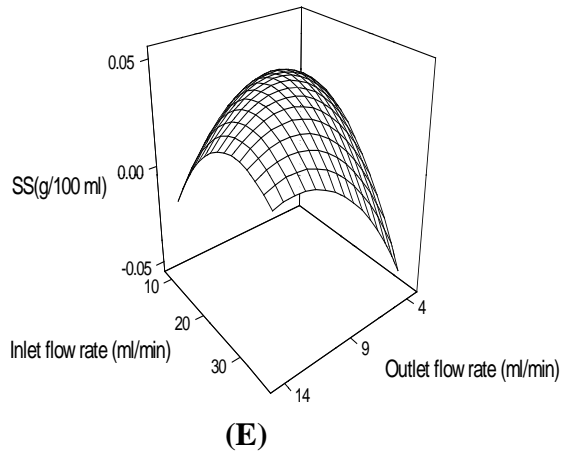 0.05
0.00
SS(g/100 ml)
-0.05
10
20
30
Inlet flow rate (ml/min)
4
9
14
Outlet flow rate (ml/min)
(E)